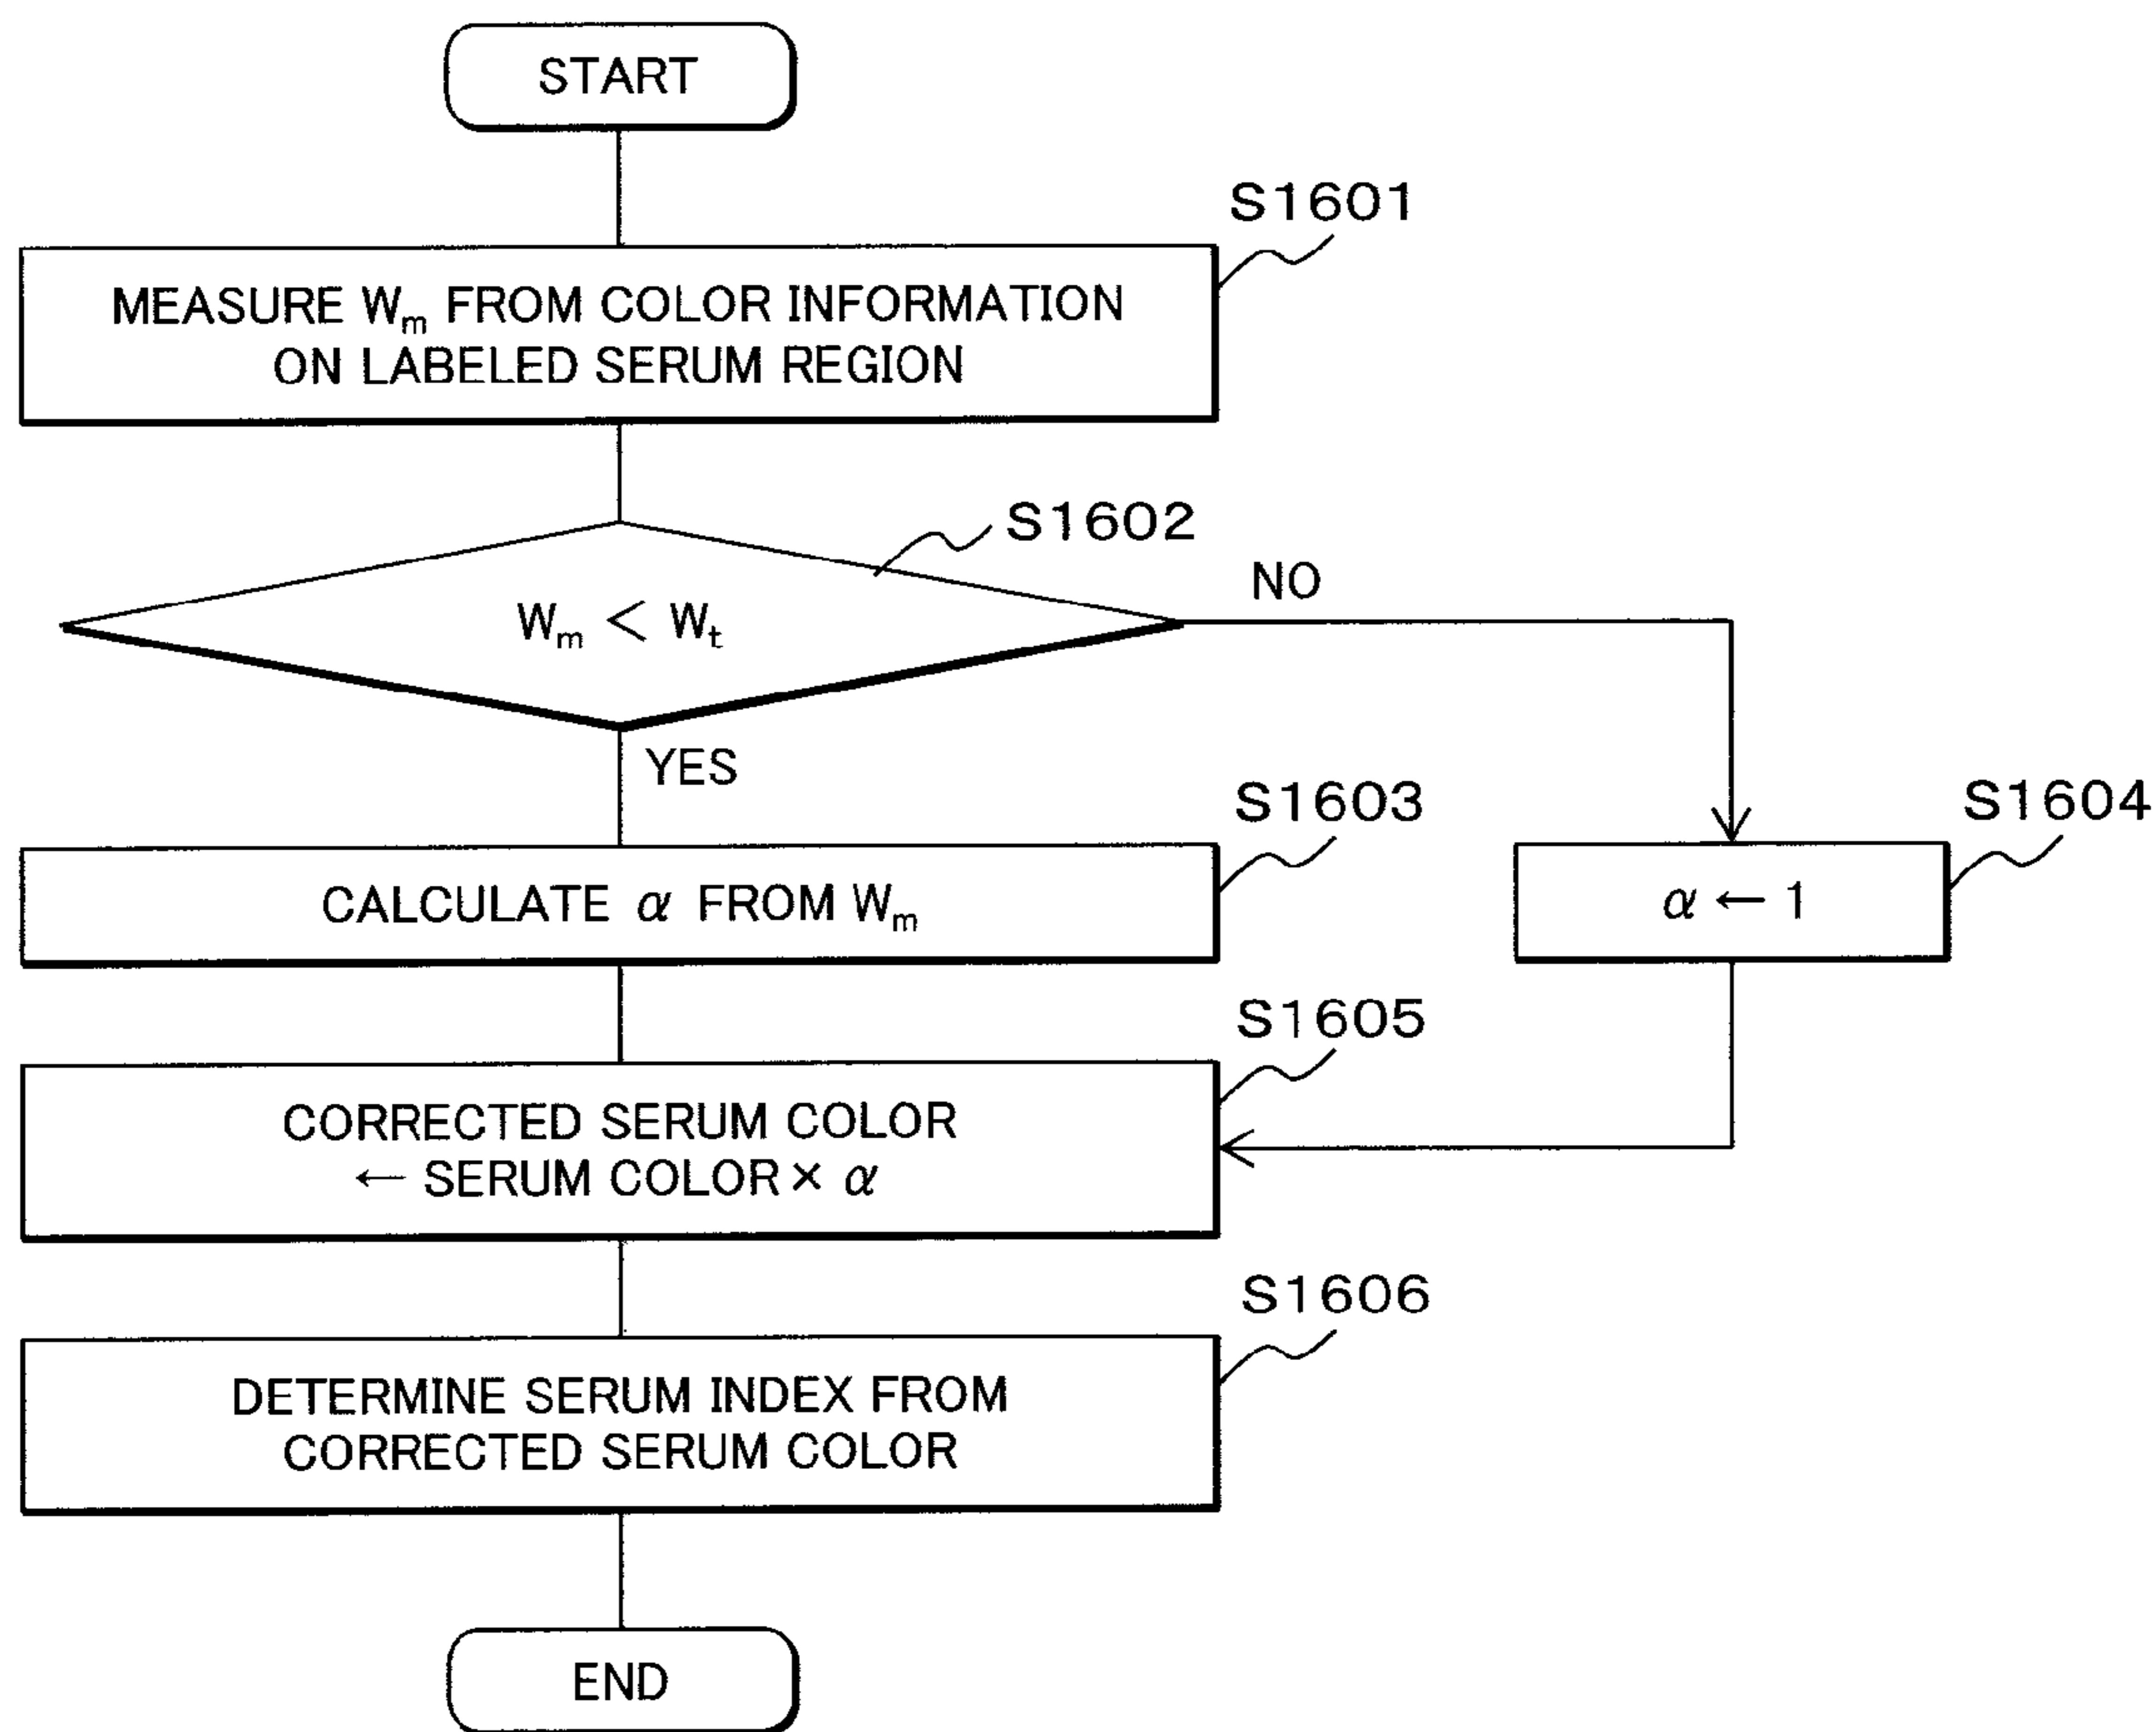 START
S1601
MEASURE Wm FROM COLOR INFORMATION
ON LABELED SERUM REGION
S1602
Wm < Wt
NO
YES
S1603
CALCULATE α FROM Wm
S1604
α ← 1
S1605
CORRECTED SERUM COLOR
← SERUM COLOR × α
S1606
DETERMINE SERUM INDEX FROM
CORRECTED SERUM COLOR
END